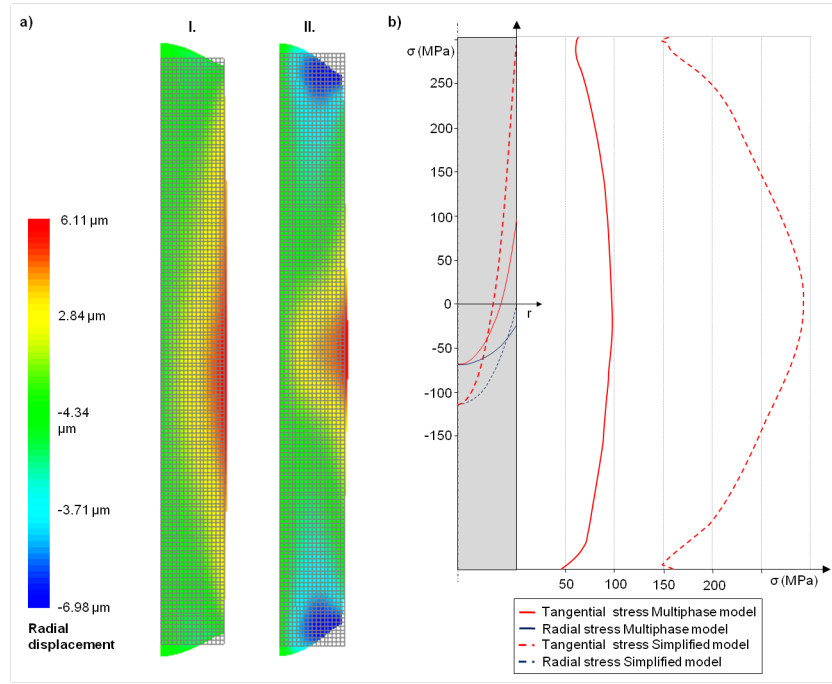 a)
I.
II.
b)
6.11 µm
2.84 µm
-4.34
µm
-3.71 µm
-6.98 µm
Radial
displacement
σ (MPa)
250
200
150
100
50
0
-50
-100
-150
r
50
100
150
200
σ (MPa)
Tangential stress Multiphase model
Radial stress Multiphase model
Tangential stress Simplified model
Radial stress Simplified model